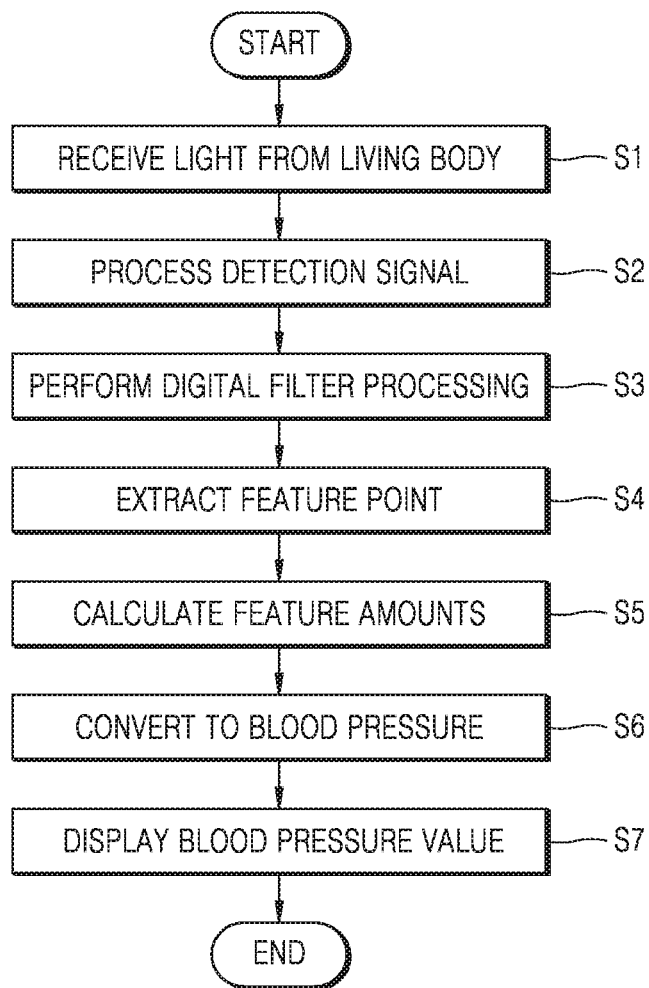 START
RECEIVE LIGHT FROM LIVING BODY S1
PROCESS DETECTION SIGNAL S2
PERFORM DIGITAL FILTER PROCESSING S3
EXTRACT FEATURE POINT S4
CALCULATE FEATURE AMOUNTS S5
CONVERT TO BLOOD PRESSURE S6
DISPLAY BLOOD PRESSURE VALUE S7
END